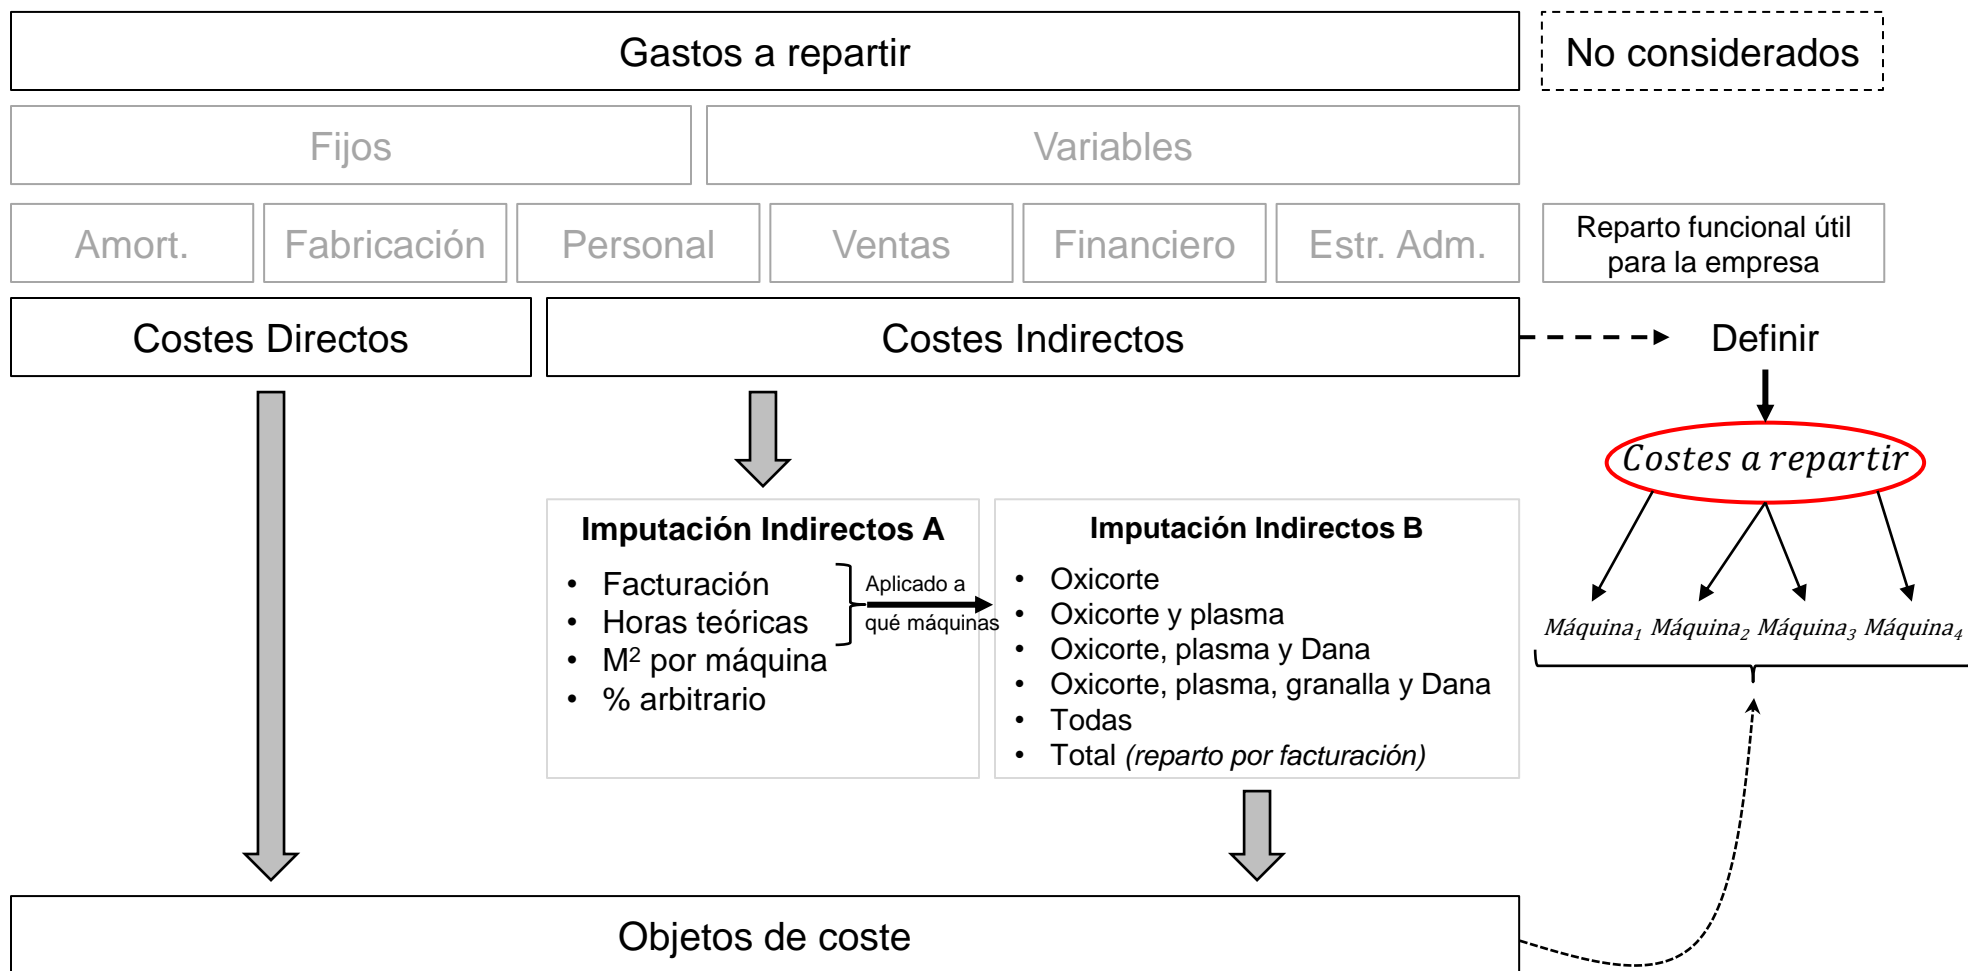 Gastos a repartir
No considerados
Fijos
Variables
Amort.
Fabricación
Personal
Ventas
Financiero
Estr. Adm.
Reparto funcional útil
para la empresa
Costes Directos
Costes Indirectos
Definir
Costes a repartir
Máquina₁ Máquina₂ Máquina₃ Máquina₄
Imputación Indirectos A
• Facturación
• Horas teóricas
• M² por máquina
• % arbitrario
Aplicado a
qué máquinas
Imputación Indirectos B
• Oxicorte
• Oxicorte y plasma
• Oxicorte, plasma y Dana
• Oxicorte, plasma, granalla y Dana
• Todas
• Total (reparto por facturación)
Objetos de coste